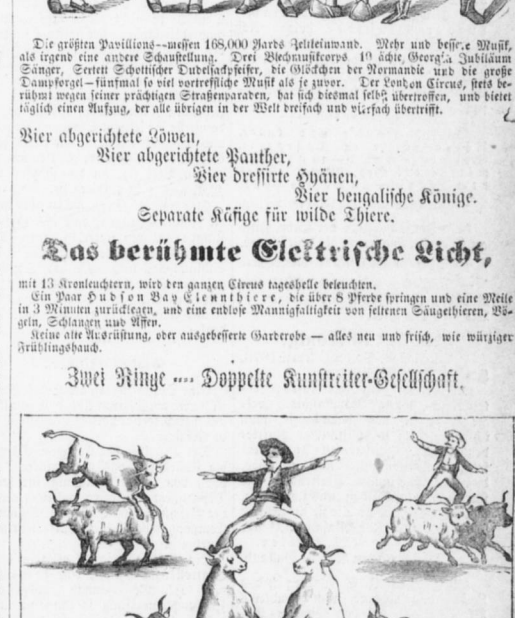 Die größten Pavillions--messen 168,000 Yards Zelteinwand. Mehr und bessere Musik,
als irgend eine andere Schaustellung. Drei Blechmusikcorps 10 ächte Georgia Jubiläum
Sänger, Sextett Schottischer Dudelsackpfeifer, die Glöckchen der Normandie und die große
Dampforgel—fünfmal so viel vortreffliche Musik als je zuvor. Der London Circus, stets be-
rühmt wegen seiner prächtigen Straßenparaden, hat sich diesmal selbst übertroffen, und bietet
täglich einen Aufzug, der alle übrigen in der Welt dreifach und vierfach übertrifft.
Vier abgerichtete Löwen,
Vier abgerichtete Panther,
Vier dressirte Hyänen,
Vier bengalische Könige.
Separate Käfige für wilde Thiere.
Das berühmte Elektrische Licht,
mit 13 Kronleuchtern, wird den ganzen Circus tageshelle beleuchten.
Ein Paar Hudson Bay Elennthiere, die über 8 Pferde springen und eine Meile
in 3 Minuten zurücklegen, und eine endlose Mannigfaltigkeit von seltenen Säugethieren, Vö-
geln, Schlangen und Affen.
Keine alte Ausrüstung, oder ausgebesserte Garderobe — alles neu und frisch, wie würziger
Frühlingshauch.
Zwei Ringe ---- Doppelte Kunstreiter-Gesellschaft.